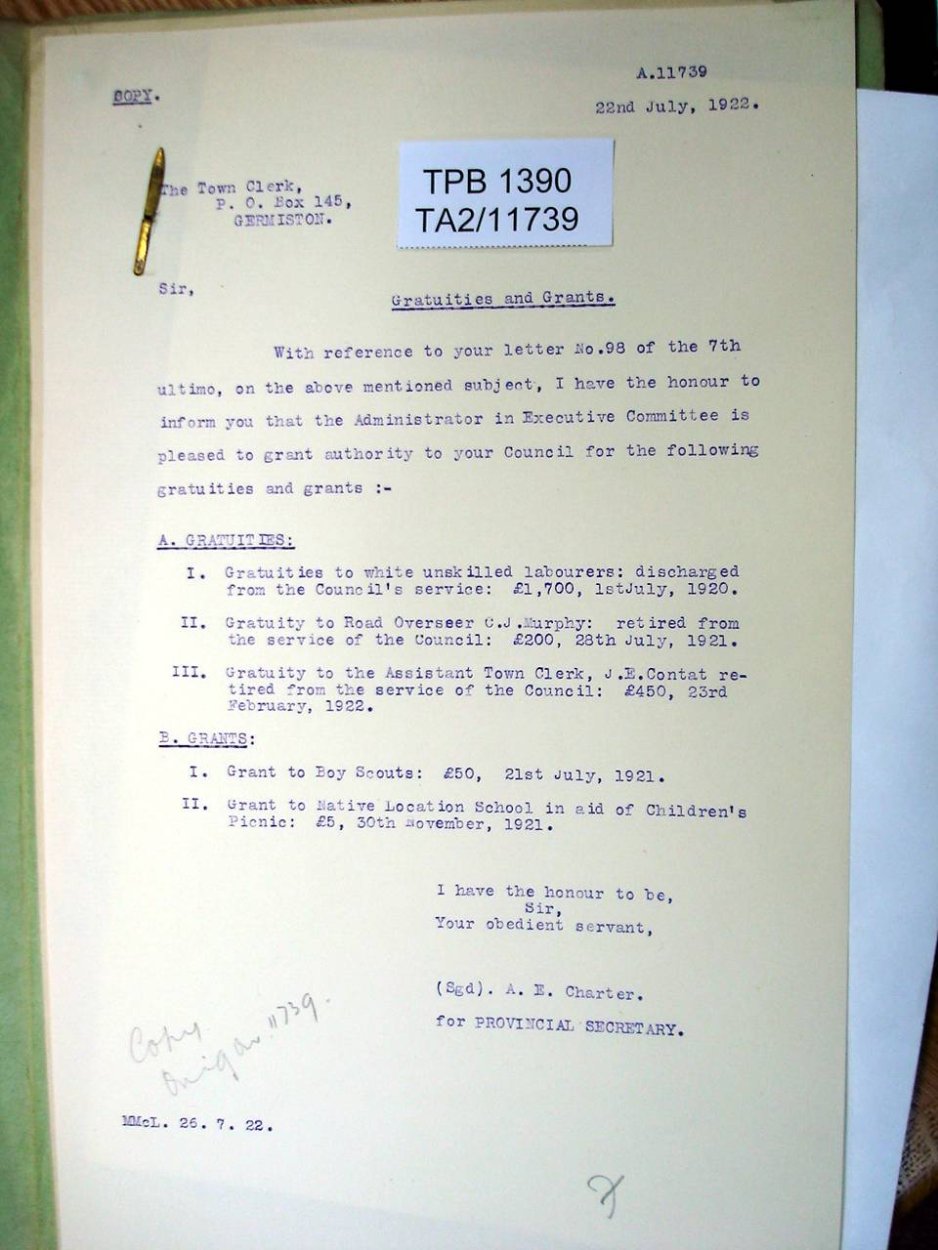 A.11739
COPY.
22nd July, 1922.
TPB 1390
TA2/11739
The Town Clerk,
P. O. Box 145,
GERMISTON.
Sir,
Gratuities and Grants.
With reference to your letter No.98 of the 7th
ultimo, on the above mentioned subject, I have the honour to
inform you that the Administrator in Executive Committee is
pleased to grant authority to your Council for the following
gratuities and grants :-
A. GRATUITIES:
I. Gratuities to white unskilled labourers: discharged
from the Council's service: £1,700, 1stJuly, 1920.
II. Gratuity to Road Overseer C.J.Murphy: retired from
the service of the Council: £200, 28th July, 1921.
III. Gratuity to the Assistant Town Clerk, J.E.Contat re-
tired from the service of the Council: £450, 23rd
February, 1922.
B. GRANTS:
I. Grant to Boy Scouts: £50, 21st July, 1921.
II. Grant to Native Location School in aid of Children's
Picnic: £5, 30th November, 1921.
I have the honour to be,
Sir,
Your obedient servant,
(Sgd). A. E. Charter.
for PROVINCIAL SECRETARY.
Copy
11739.
MMcL. 26. 7. 22.